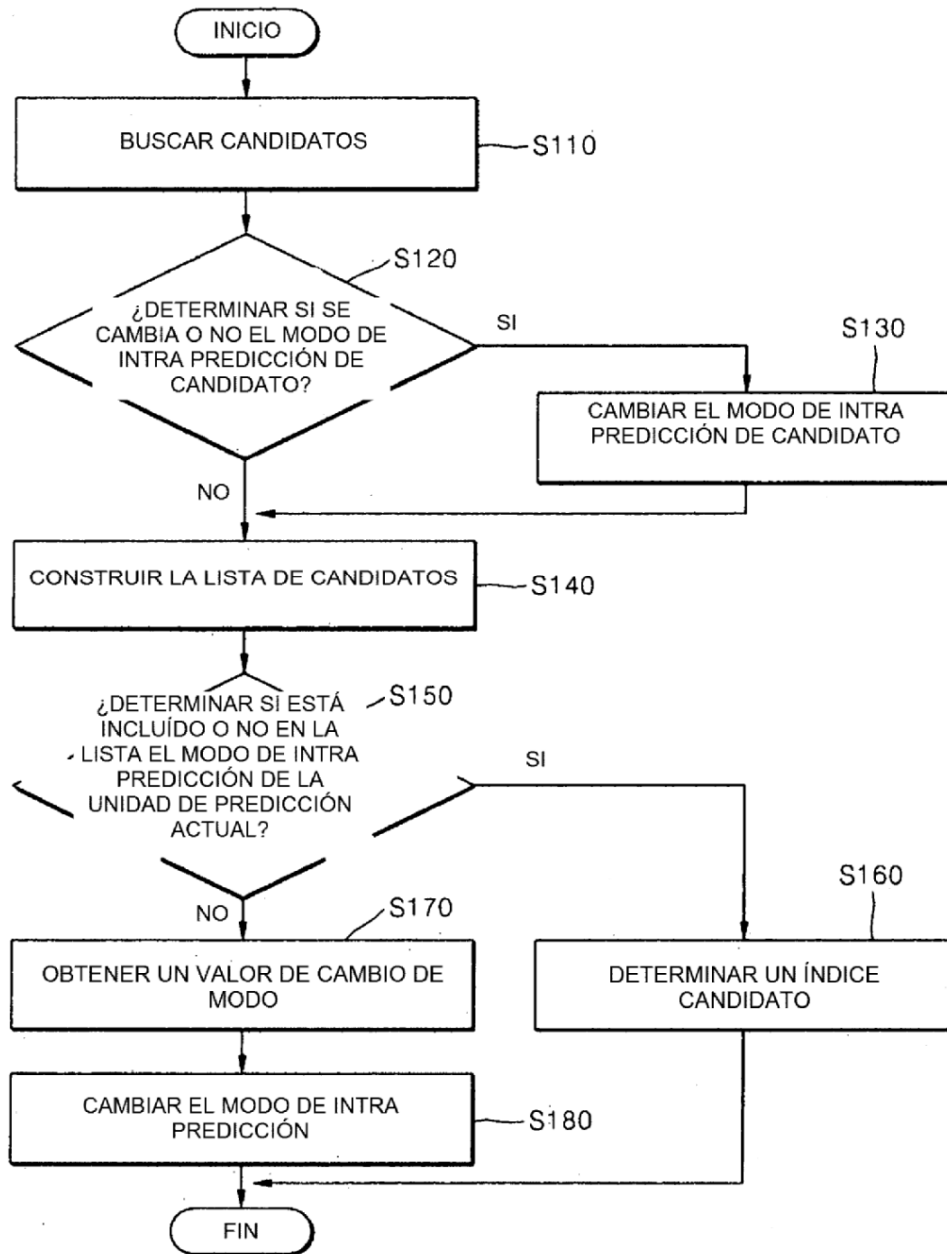 INICIO
BUSCAR CANDIDATOS
S110
S120
¿DETERMINAR SI SE
CAMBIA O NO EL MODO DE
INTRA PREDICCIÓN DE
CANDIDATO?
SI
S130
CAMBIAR EL MODO DE INTRA
PREDICCIÓN DE CANDIDATO
NO
CONSTRUIR LA LISTA DE CANDIDATOS
S140
¿DETERMINAR SI ESTÁ
INCLUÍDO O NO EN LA
LISTA EL MODO DE INTRA
PREDICCIÓN DE LA
UNIDAD DE PREDICCIÓN
ACTUAL?
S150
SI
S160
NO
S170
OBTENER UN VALOR DE CAMBIO DE
MODO
DETERMINAR UN ÍNDICE
CANDIDATO
CAMBIAR EL MODO DE INTRA
PREDICCIÓN
S180
FIN